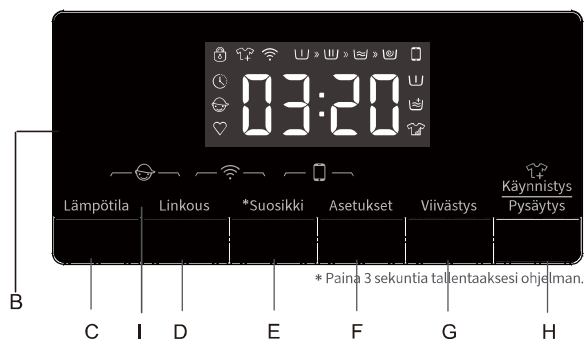 03:20
Käynnistys
Lämpötila Linkous *Suosikki Asetukset Viivästys Pysäytys
* Paina 3 sekuntia tallentaaksesi ohjelman.
B
C I D E F G H